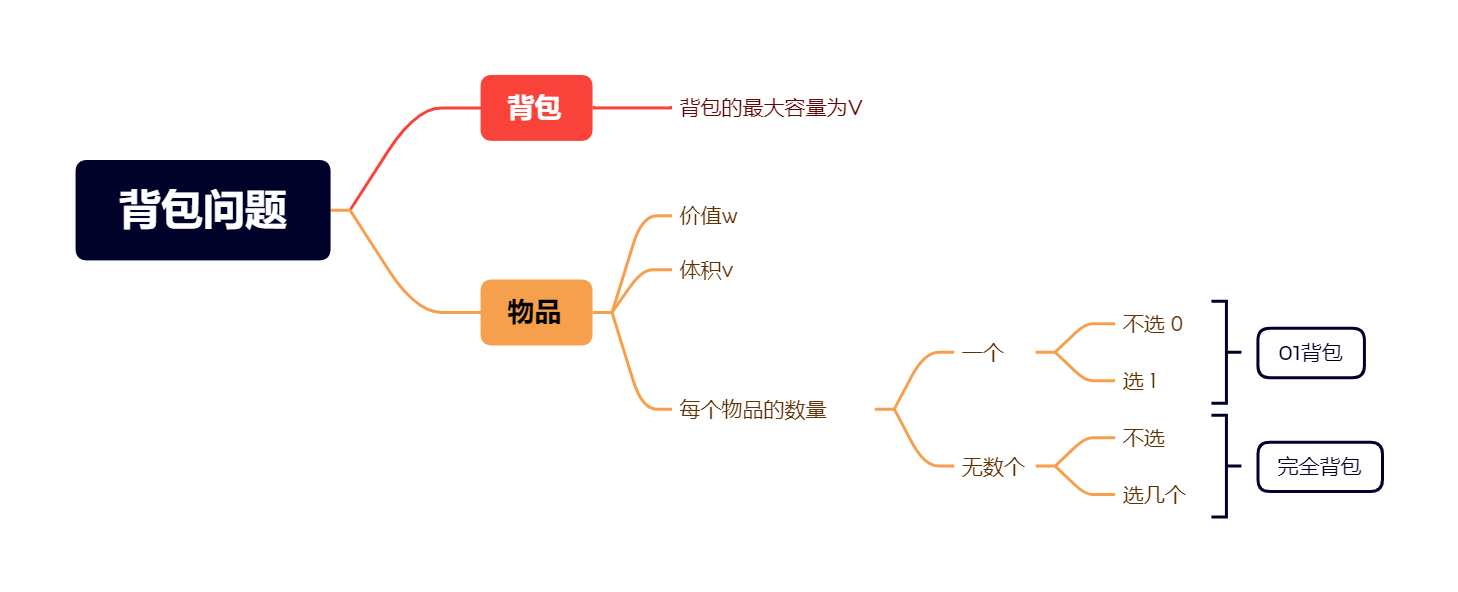 背包问题
背包
背包的最大容量为V
物品
价值w
体积v
每个物品的数量
一个
不选 0
选 1
01背包
无数个
不选
选几个
完全背包